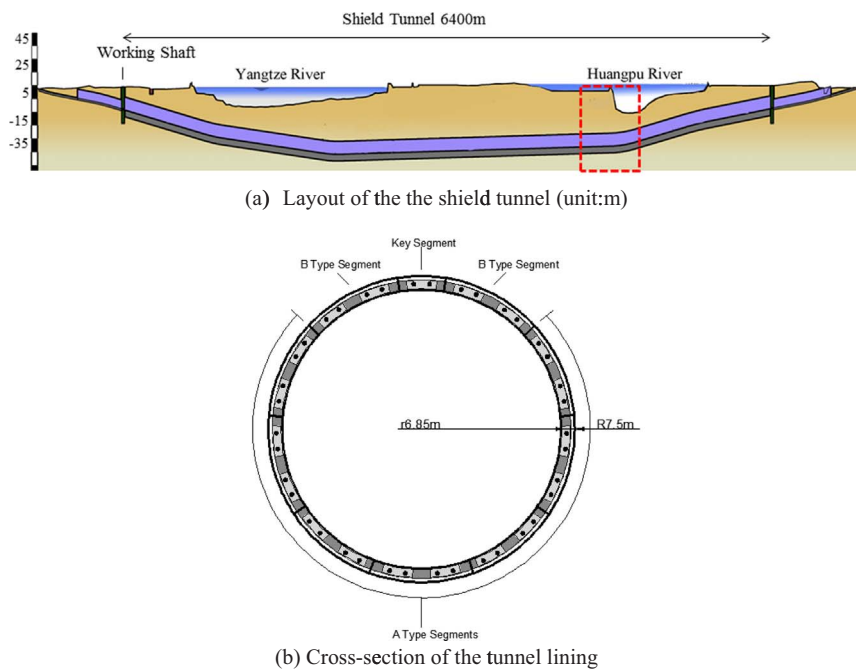 Shield Tunnel 6400m
45
Working Shaft
25
Yangtze River
Huangpu River
5
-15
-35
(a) Layout of the the shield tunnel (unit:m)
Key Segment
B Type Segment
B Type Segment
r6.85m
R7.5m
A Type Segments
(b) Cross-section of the tunnel lining